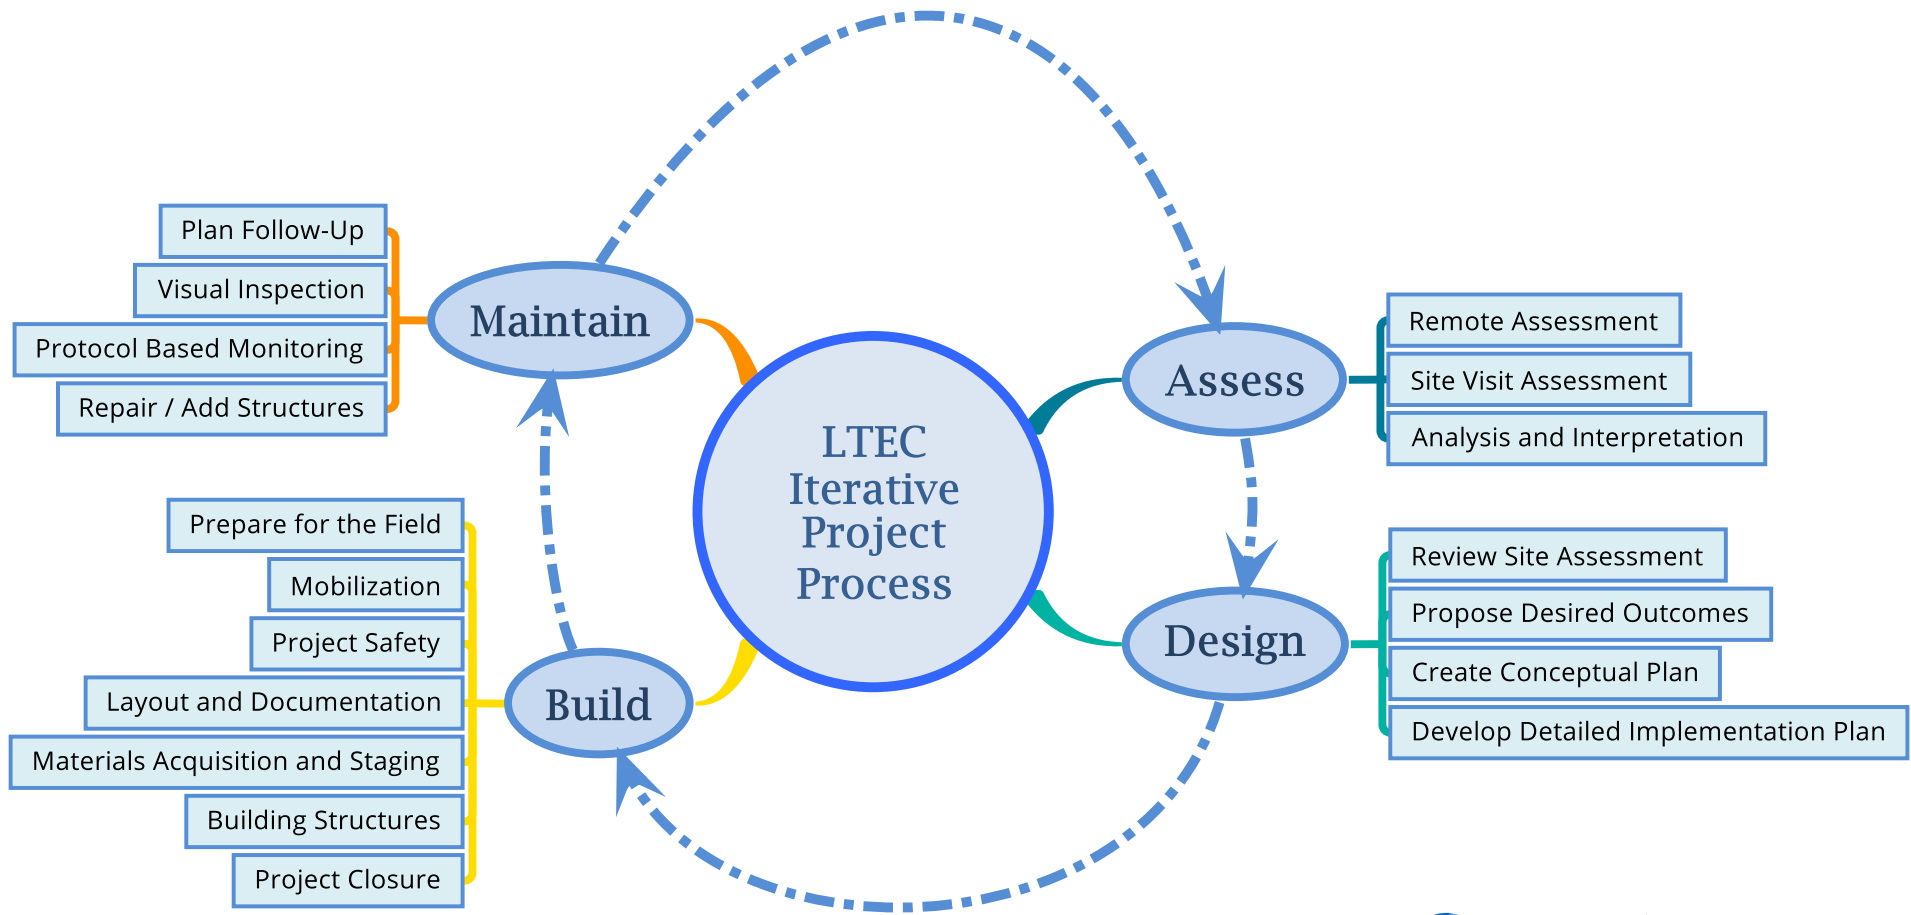 LTEC
Iterative
Project
Process
Assess
Remote Assessment
Site Visit Assessment
Analysis and Interpretation
Design
Review Site Assessment
Propose Desired Outcomes
Create Conceptual Plan
Develop Detailed Implementation Plan
Build
Prepare for the Field
Mobilization
Project Safety
Layout and Documentation
Materials Acquisition and Staging
Building Structures
Project Closure
Maintain
Plan Follow-Up
Visual Inspection
Protocol Based Monitoring
Repair / Add Structures